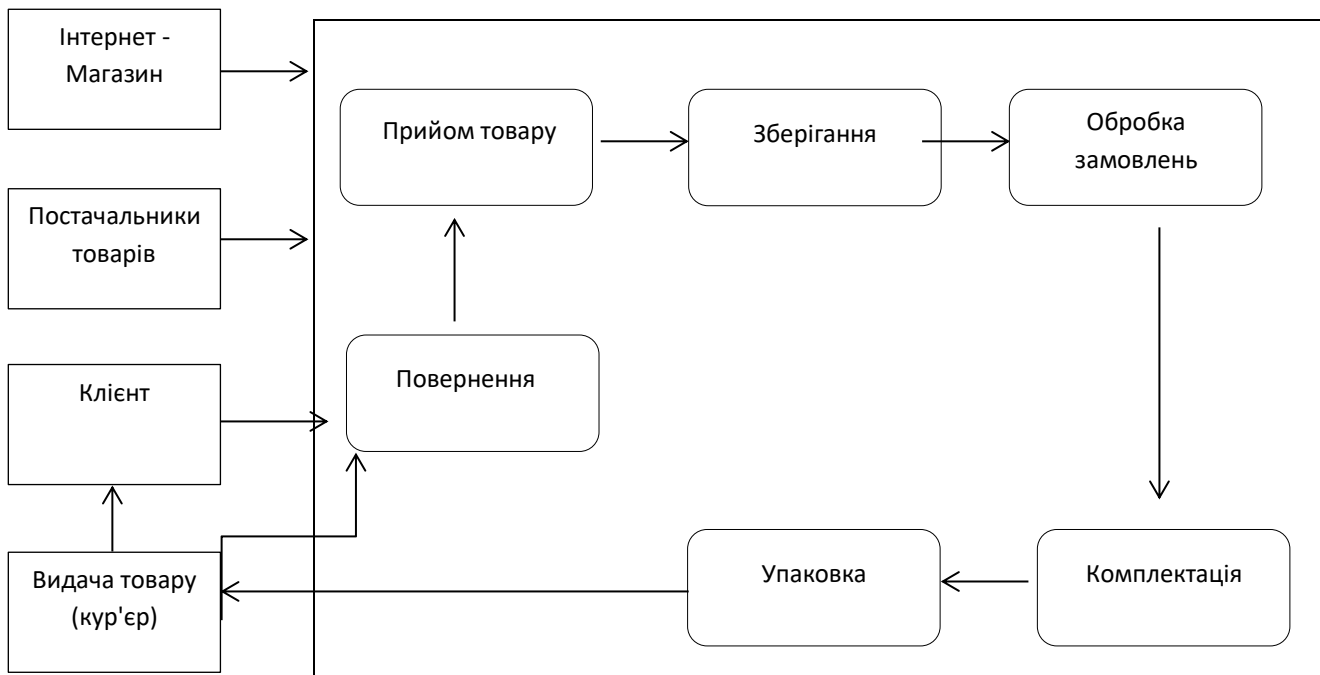 Інтернет -
Магазин
Прийом товару
Зберігання
Обробка
замовлень
Постачальники
товарів
Клієнт
Повернення
Видача товару
(кур'єр)
Упаковка
Комплектація